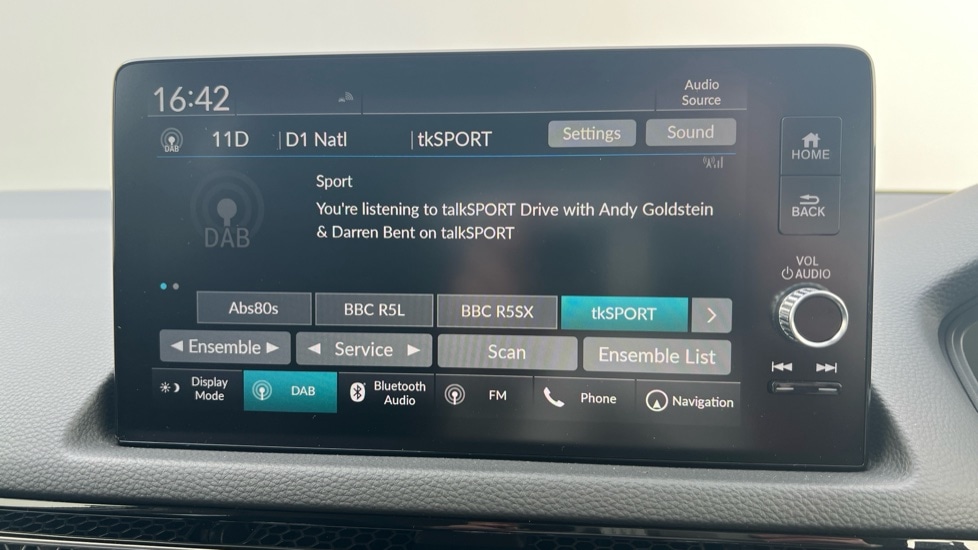 16:42
Audio
Source
DAB 11D D1 Natl tkSPORT Settings Sound
HOME
Sport
You're listening to talkSPORT Drive with Andy Goldstein
& Darren Bent on talkSPORT
DAB
BACK
VOL
AUDIO
Abs80s BBC R5L BBC R5SX tkSPORT >
◄ Ensemble ► ◄ Service ► Scan Ensemble List
Display
Mode
DAB
Bluetooth
Audio
FM
Phone
Navigation